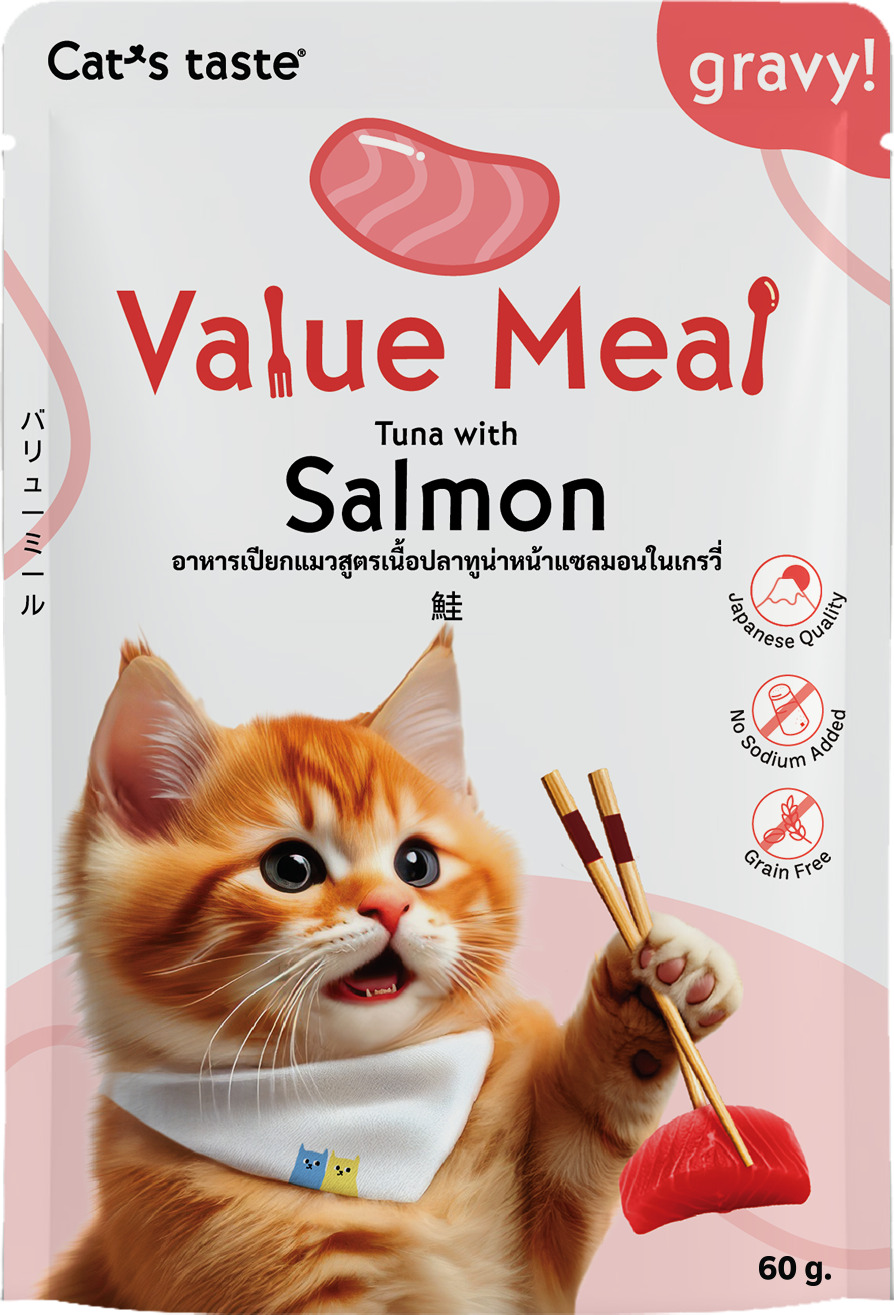 Cat's taste®
gravy!
Value Meal
Tuna with
Salmon
อาหารเปียกแมวสูตรเนื้อปลาทูน่าหน้าแซลมอนในเกรวี่
鮭
バリューミール
Japanese Quality
No Sodium Added
Grain Free
60 g.